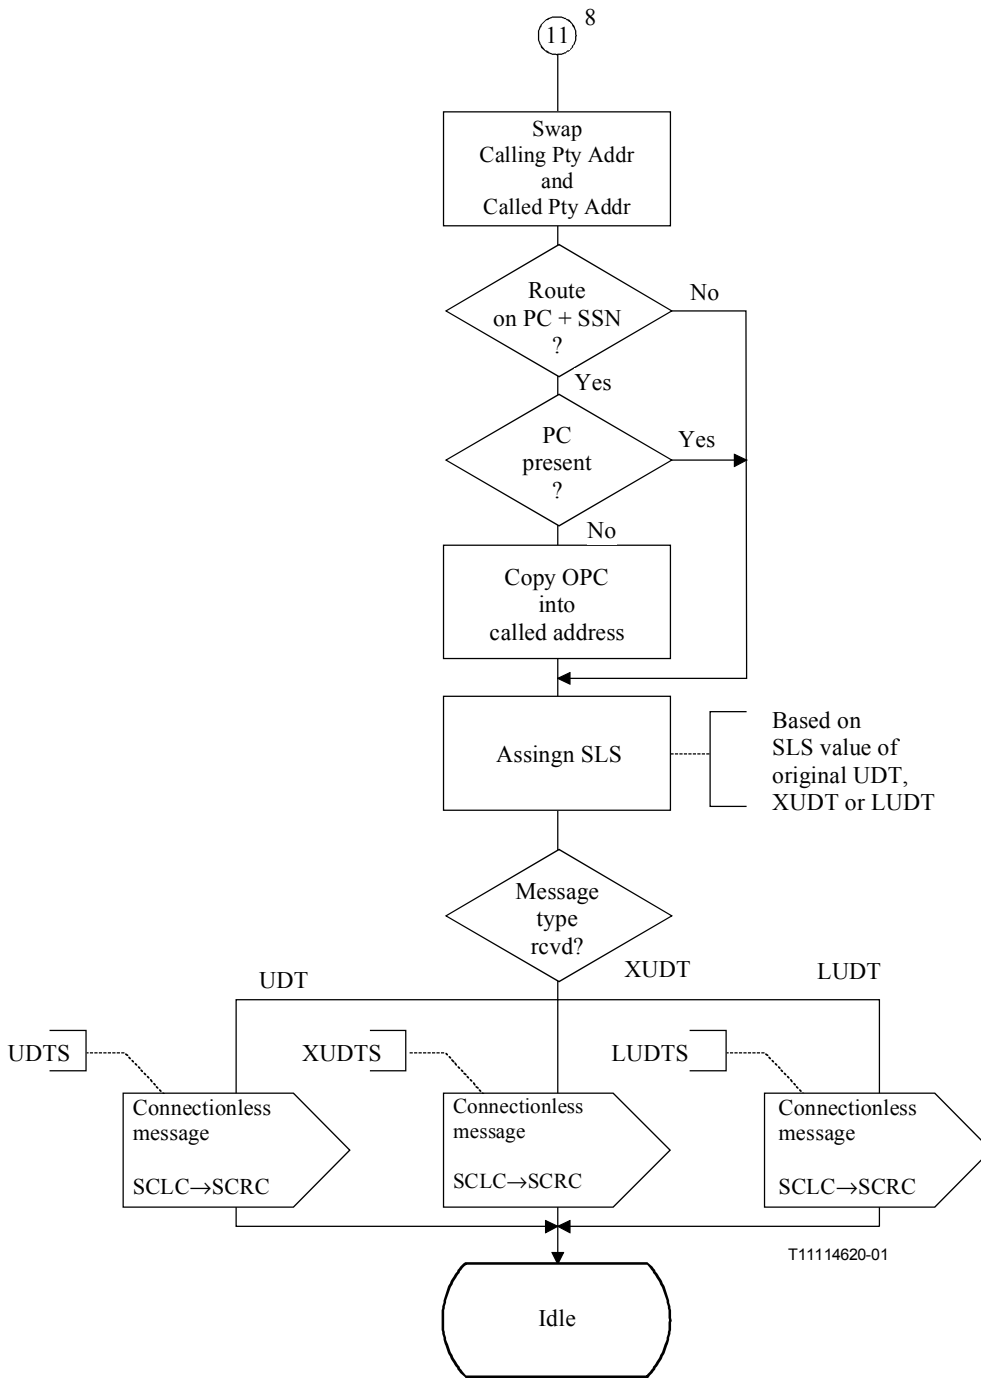 8
11
Swap
Calling Pty Addr
and
Called Pty Addr
Route
on PC + SSN
?
No
Yes
PC
present
?
Yes
No
Copy OPC
into
called address
Assingn SLS
Based on
SLS value of
original UDT,
XUDT or LUDT
Message
type
rcvd?
UDT
XUDT
LUDT
UDTS
XUDTS
LUDTS
Connectionless
message
SCLC→SCRC
Connectionless
message
SCLC→SCRC
Connectionless
message
SCLC→SCRC
T11114620-01
Idle